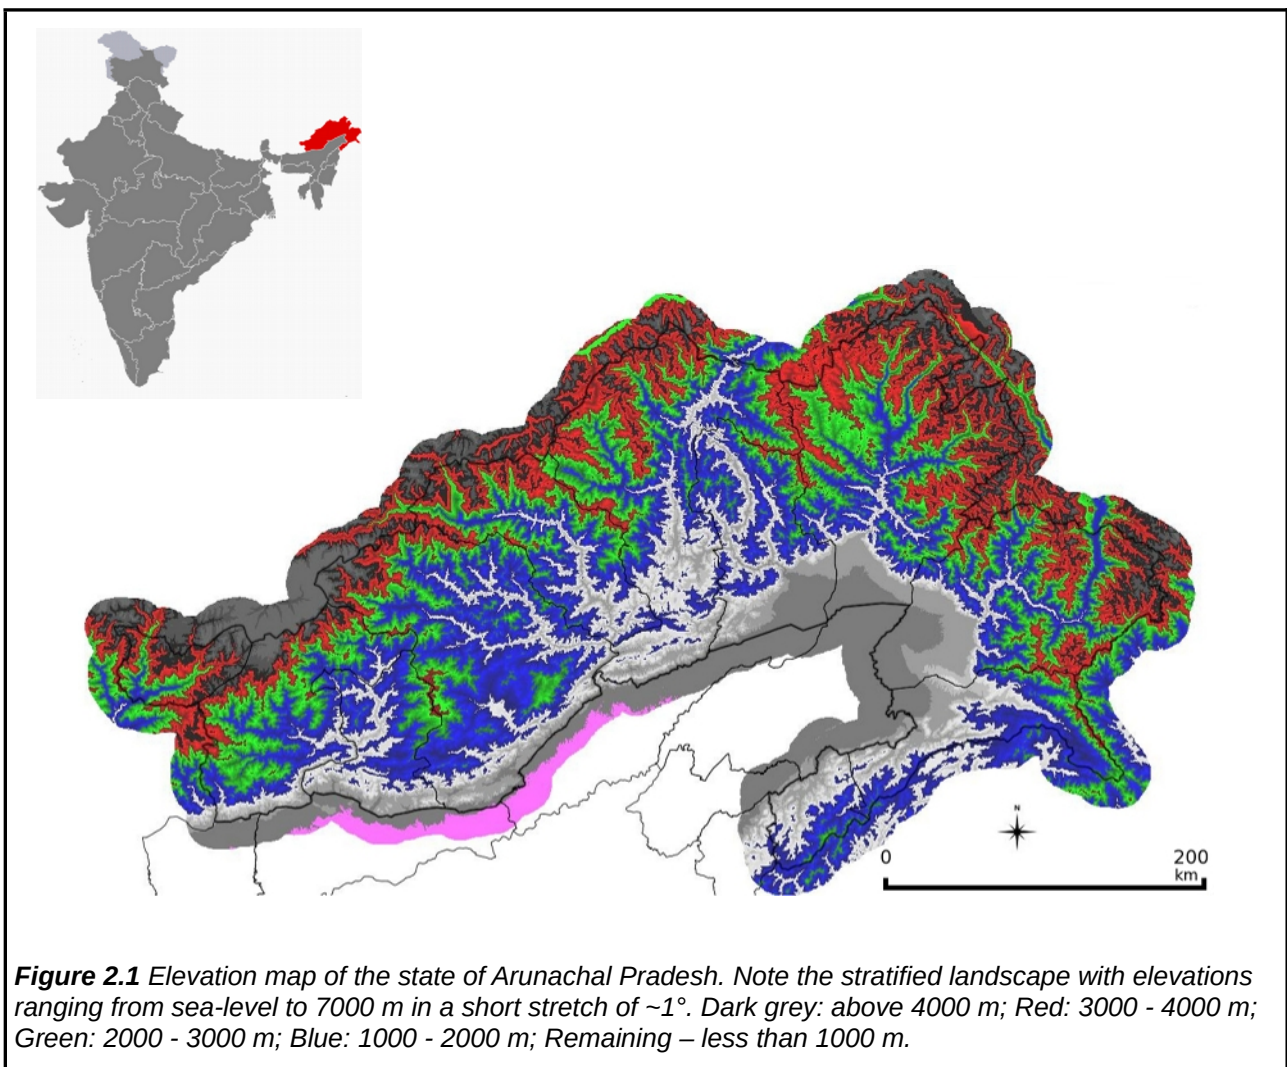 N
0
200
km
Figure 2.1 Elevation map of the state of Arunachal Pradesh. Note the stratified landscape with elevations
ranging from sea-level to 7000 m in a short stretch of ~1°. Dark grey: above 4000 m; Red: 3000 - 4000 m;
Green: 2000 - 3000 m; Blue: 1000 - 2000 m; Remaining – less than 1000 m.